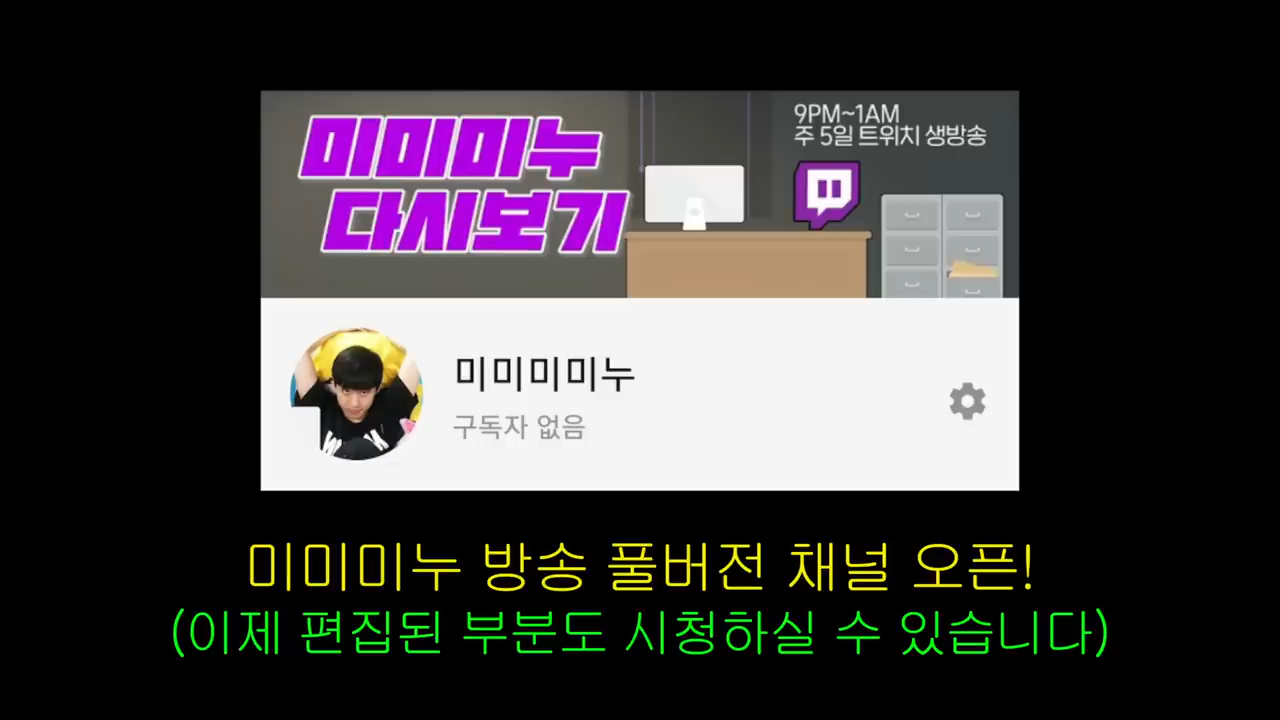 미미미누
다시보기
9PM~1AM
주 5일 트위치 생방송
미미미미누
구독자 없음
미미미누 방송 풀버전 채널 오픈!
(이제 편집된 부분도 시청하실 수 있습니다)